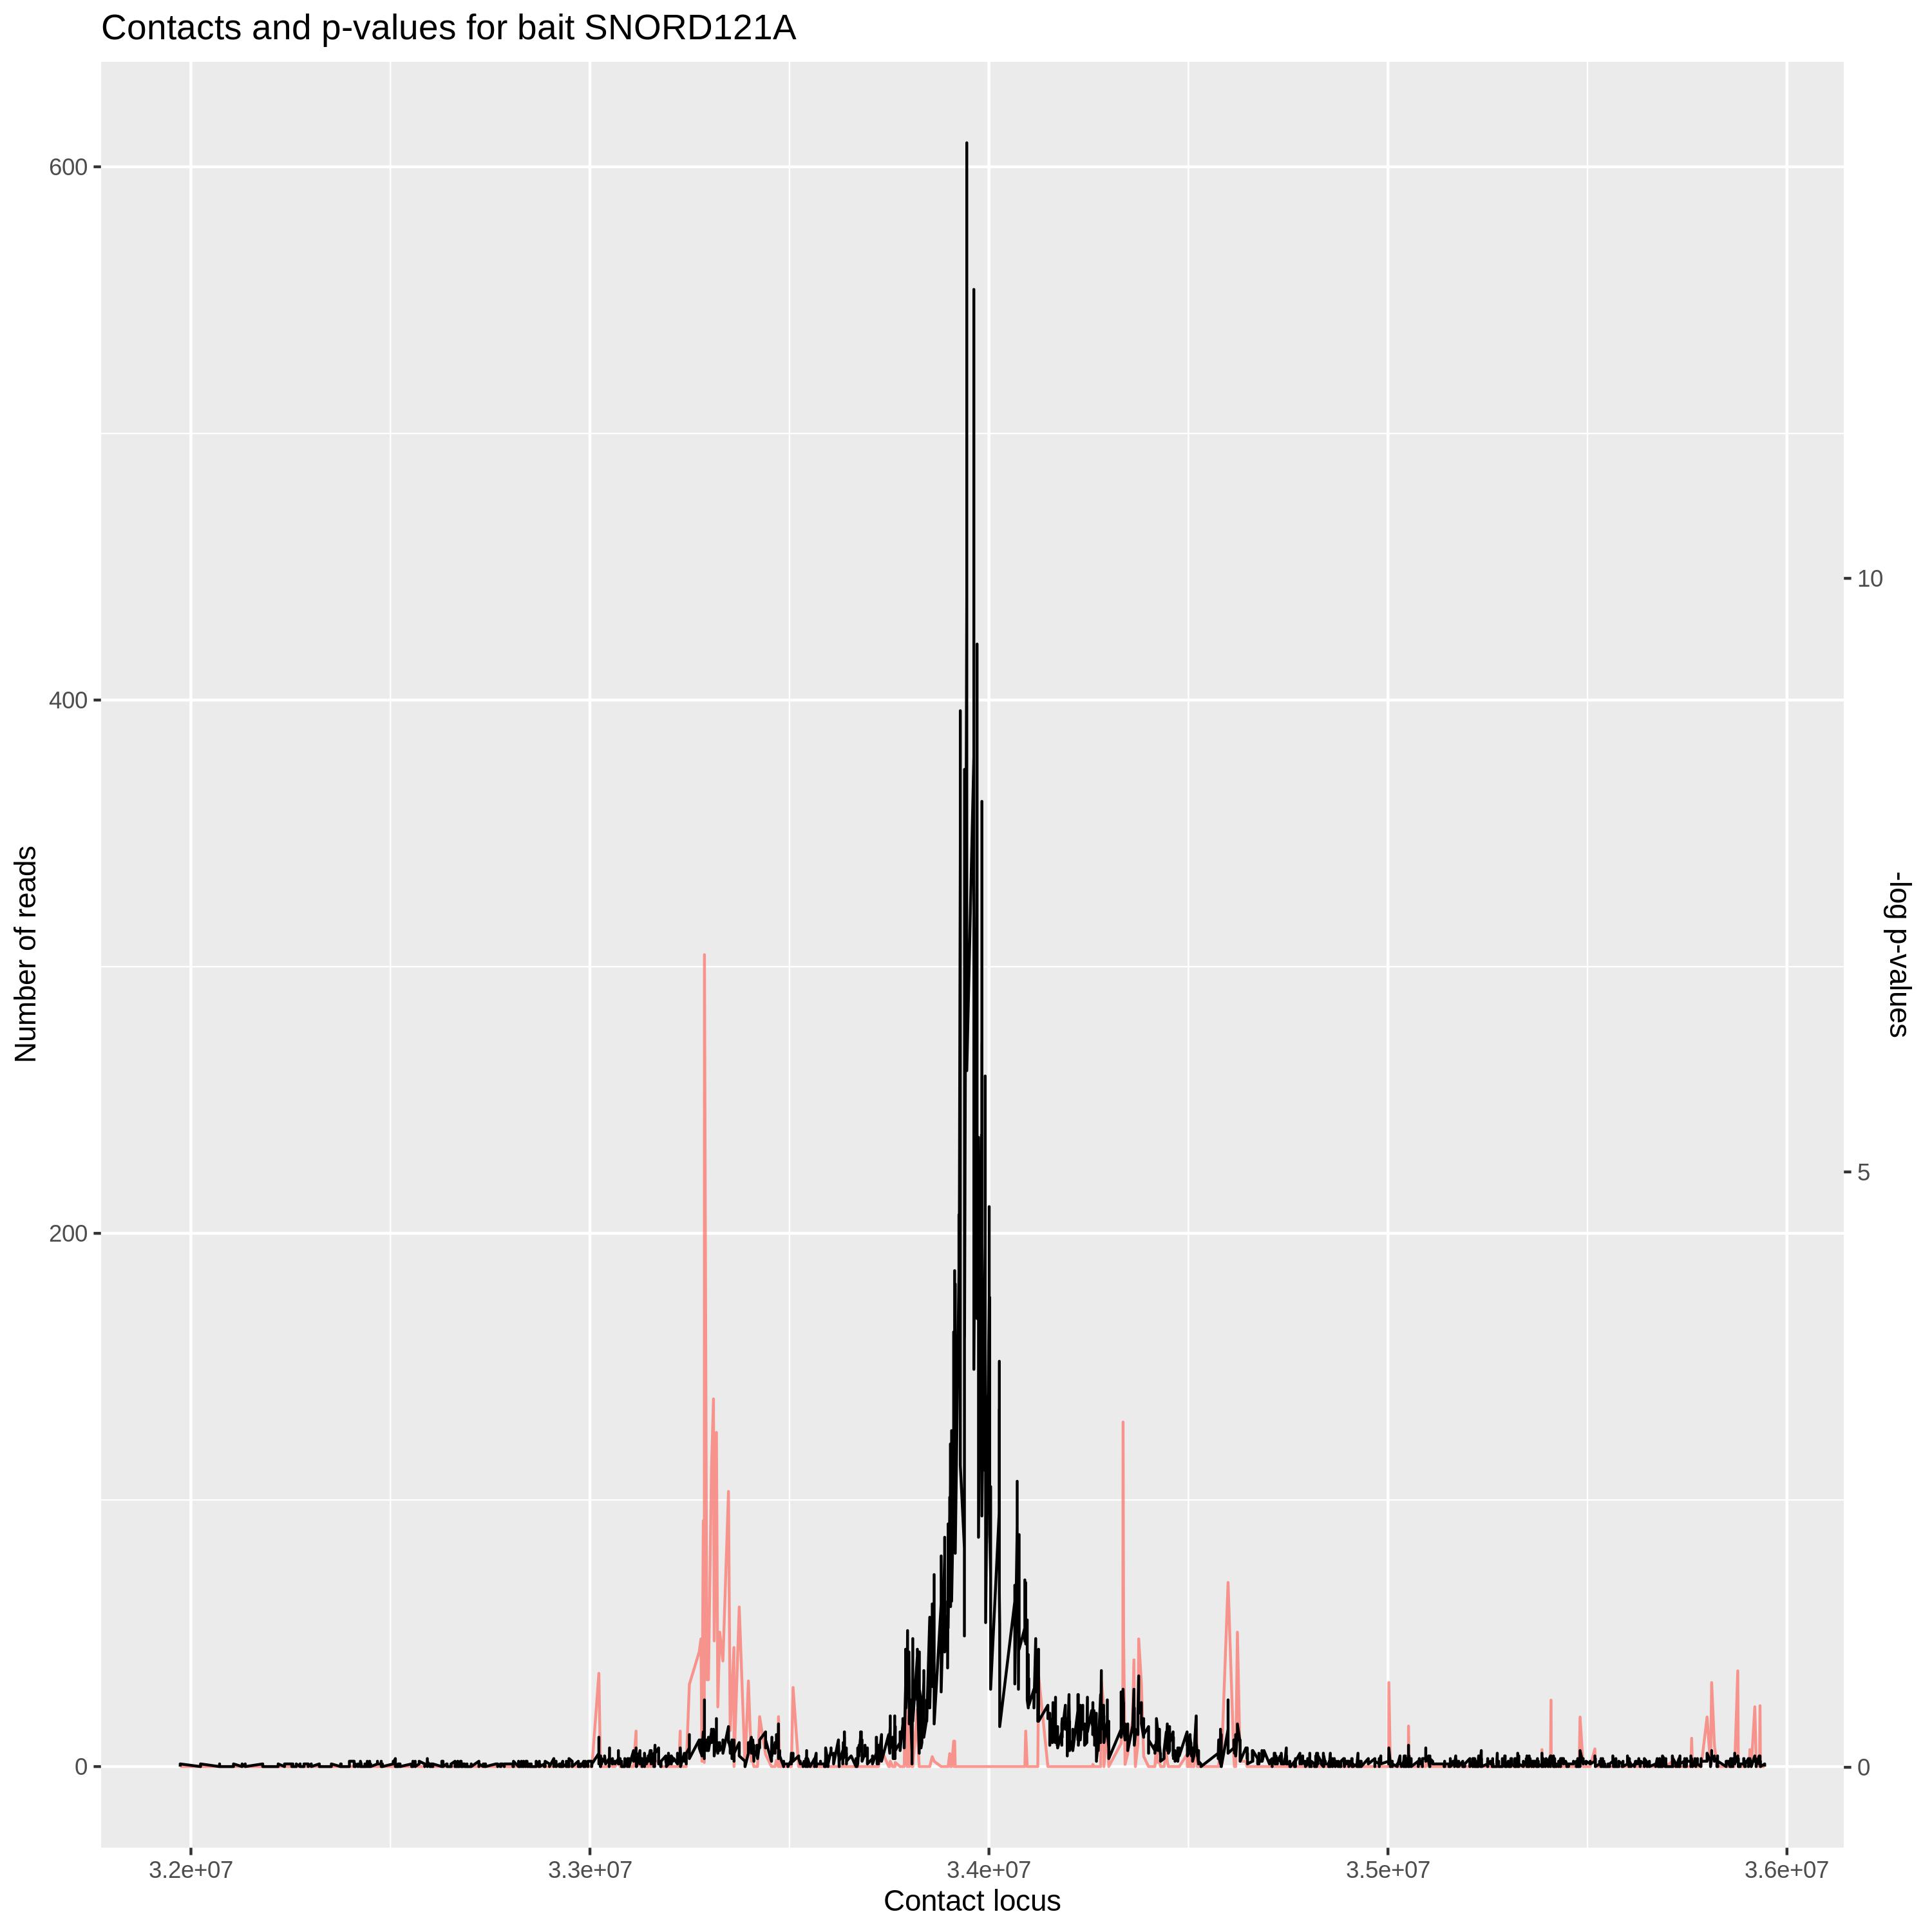 Contacts and p-values for bait SNORD121A
600
400
200
0
Number of reads
10
5
0
-log p-values
3.2e+07
3.3e+07
3.4e+07
3.5e+07
3.6e+07
Contact locus